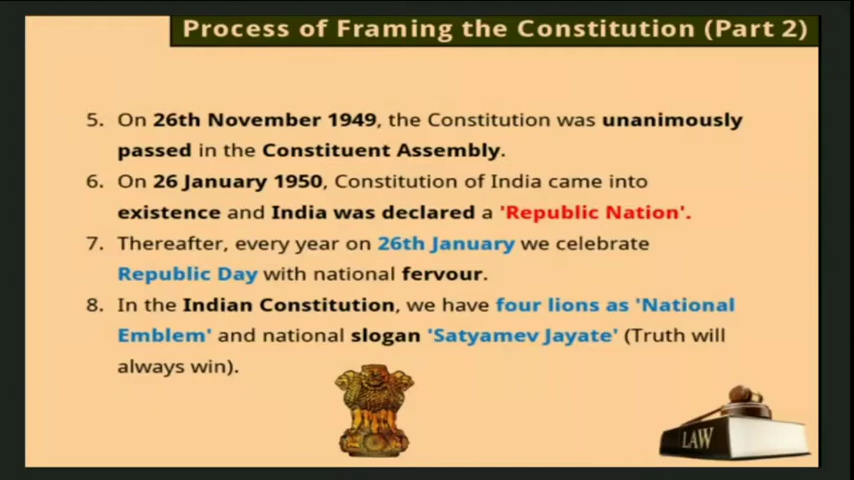 Process of Framing the Constitution (Part 2)
5. On 26th November 1949, the Constitution was unanimously
passed in the Constituent Assembly.
6. On 26 January 1950, Constitution of India came into
existence and India was declared a 'Republic Nation'.
7. Thereafter, every year on 26th January we celebrate
Republic Day with national fervour.
8. In the Indian Constitution, we have four lions as 'National
Emblem' and national slogan 'Satyamev Jayate' (Truth will
always win).
LAW